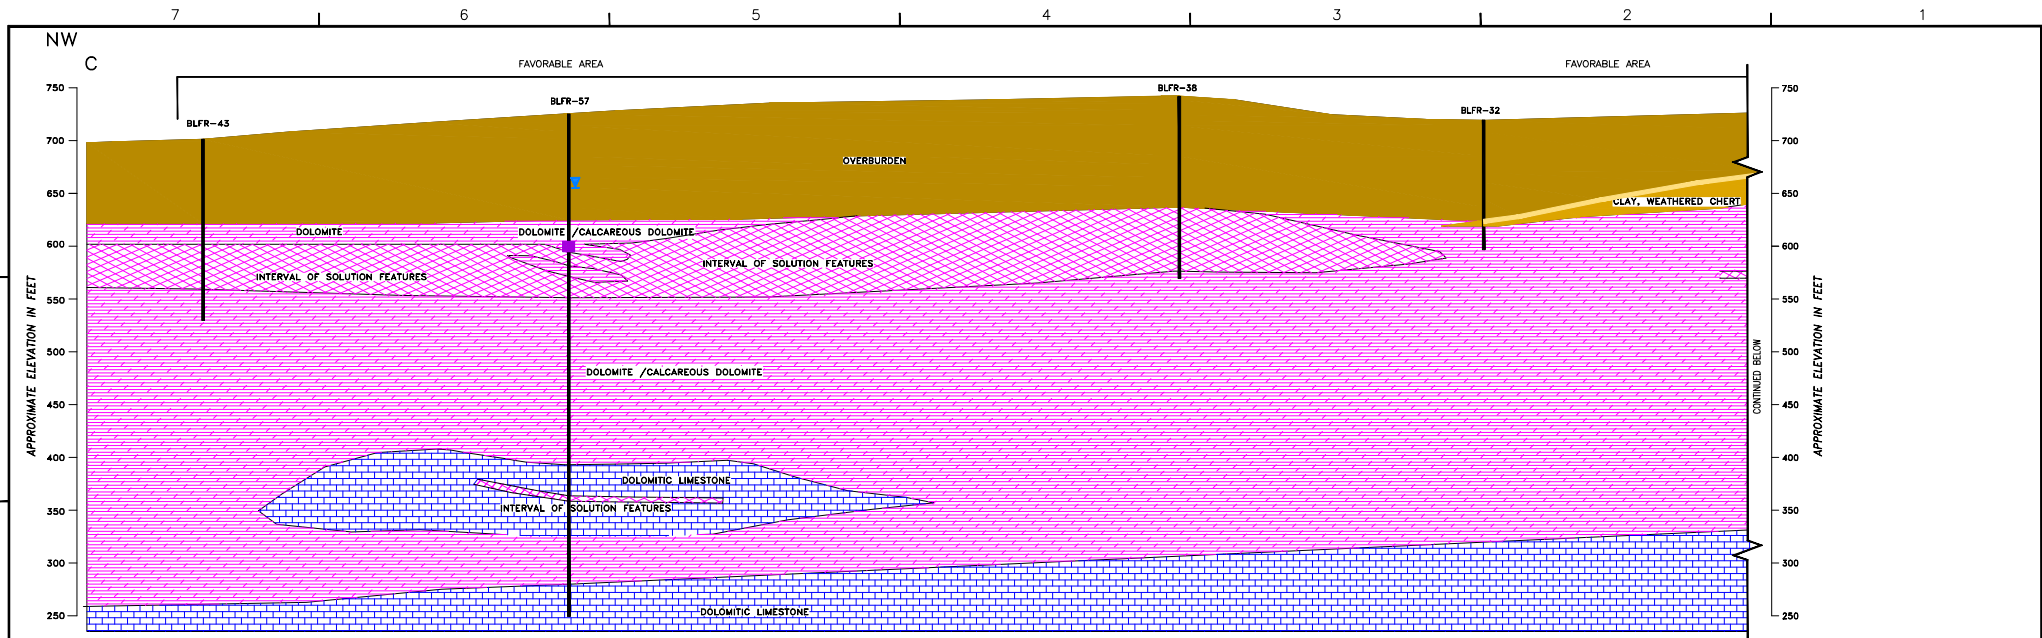 7 6 5 4 3 2 1
NW
C
FAVORABLE AREA FAVORABLE AREA
BLFR-43
BLFR-57
BLFR-38
BLFR-32
750
700
650
600
550
500
450
400
350
300
250
APPROXIMATE ELEVATION IN FEET
OVERBURDEN
CLAY, WEATHERED CHERT
DOLOMITE
DOLOMITE /CALCAREOUS DOLOMITE
INTERVAL OF SOLUTION FEATURES
INTERVAL OF SOLUTION FEATURES
DOLOMITE /CALCAREOUS DOLOMITE
DOLOMITIC LIMESTONE
INTERVAL OF SOLUTION FEATURES
DOLOMITIC LIMESTONE
CONTINUED BELOW
750
700
650
600
550
500
450
400
350
300
250
APPROXIMATE ELEVATION IN FEET